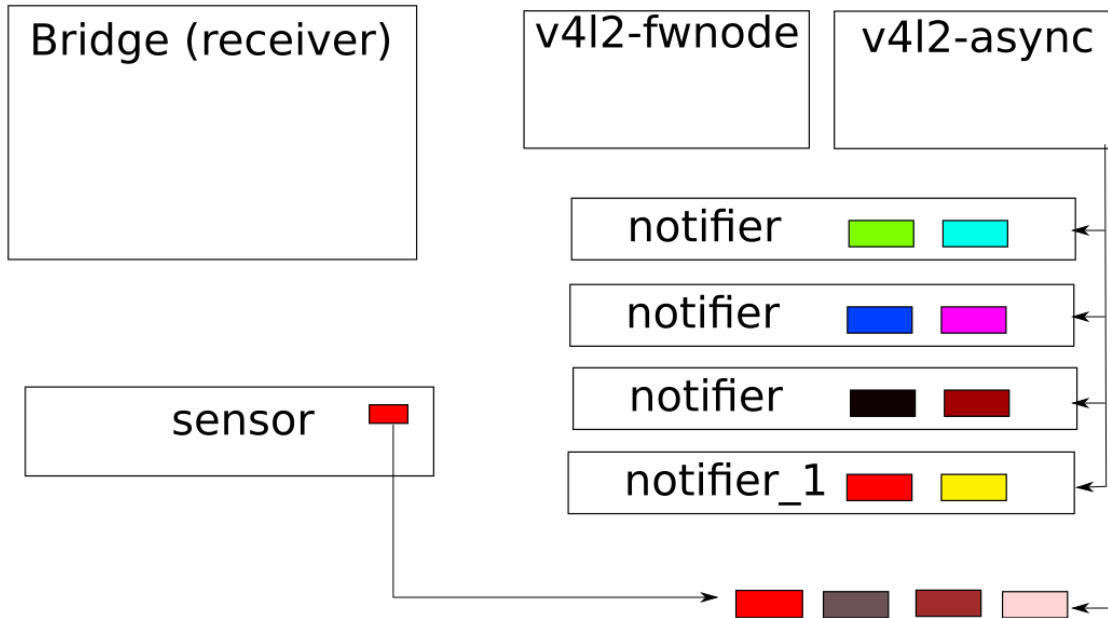 Bridge (receiver)
v4l2-fwnode
v4l2-async
notifier
notifier
sensor
notifier
notifier_1